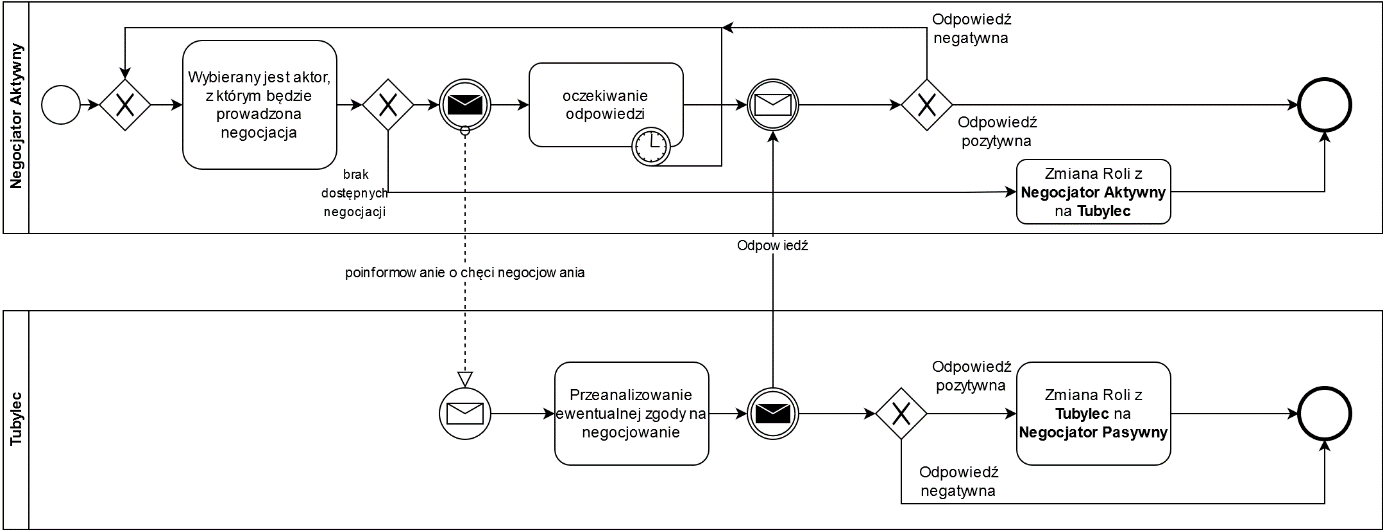 Negocjator Aktywny
Odpowiedź
negatywna
Wybierany jest aktor,
z którym będzie
prowadzona
negocjacja
oczekiwanie
odpowiedzi
Odpowiedź
pozytywna
brak
dostępnych
negocjacji
Zmiana Roli z
Negocjator Aktywny
na Tubylec
Odpowiedź
poinformowanie o chęci negocjowania
Tubylec
Przeanalizowanie
ewentualnej zgody na
negocjowanie
Odpowiedź
pozytywna
Zmiana Roli z
Tubylec na
Negocjator Pasywny
Odpowiedź
negatywna